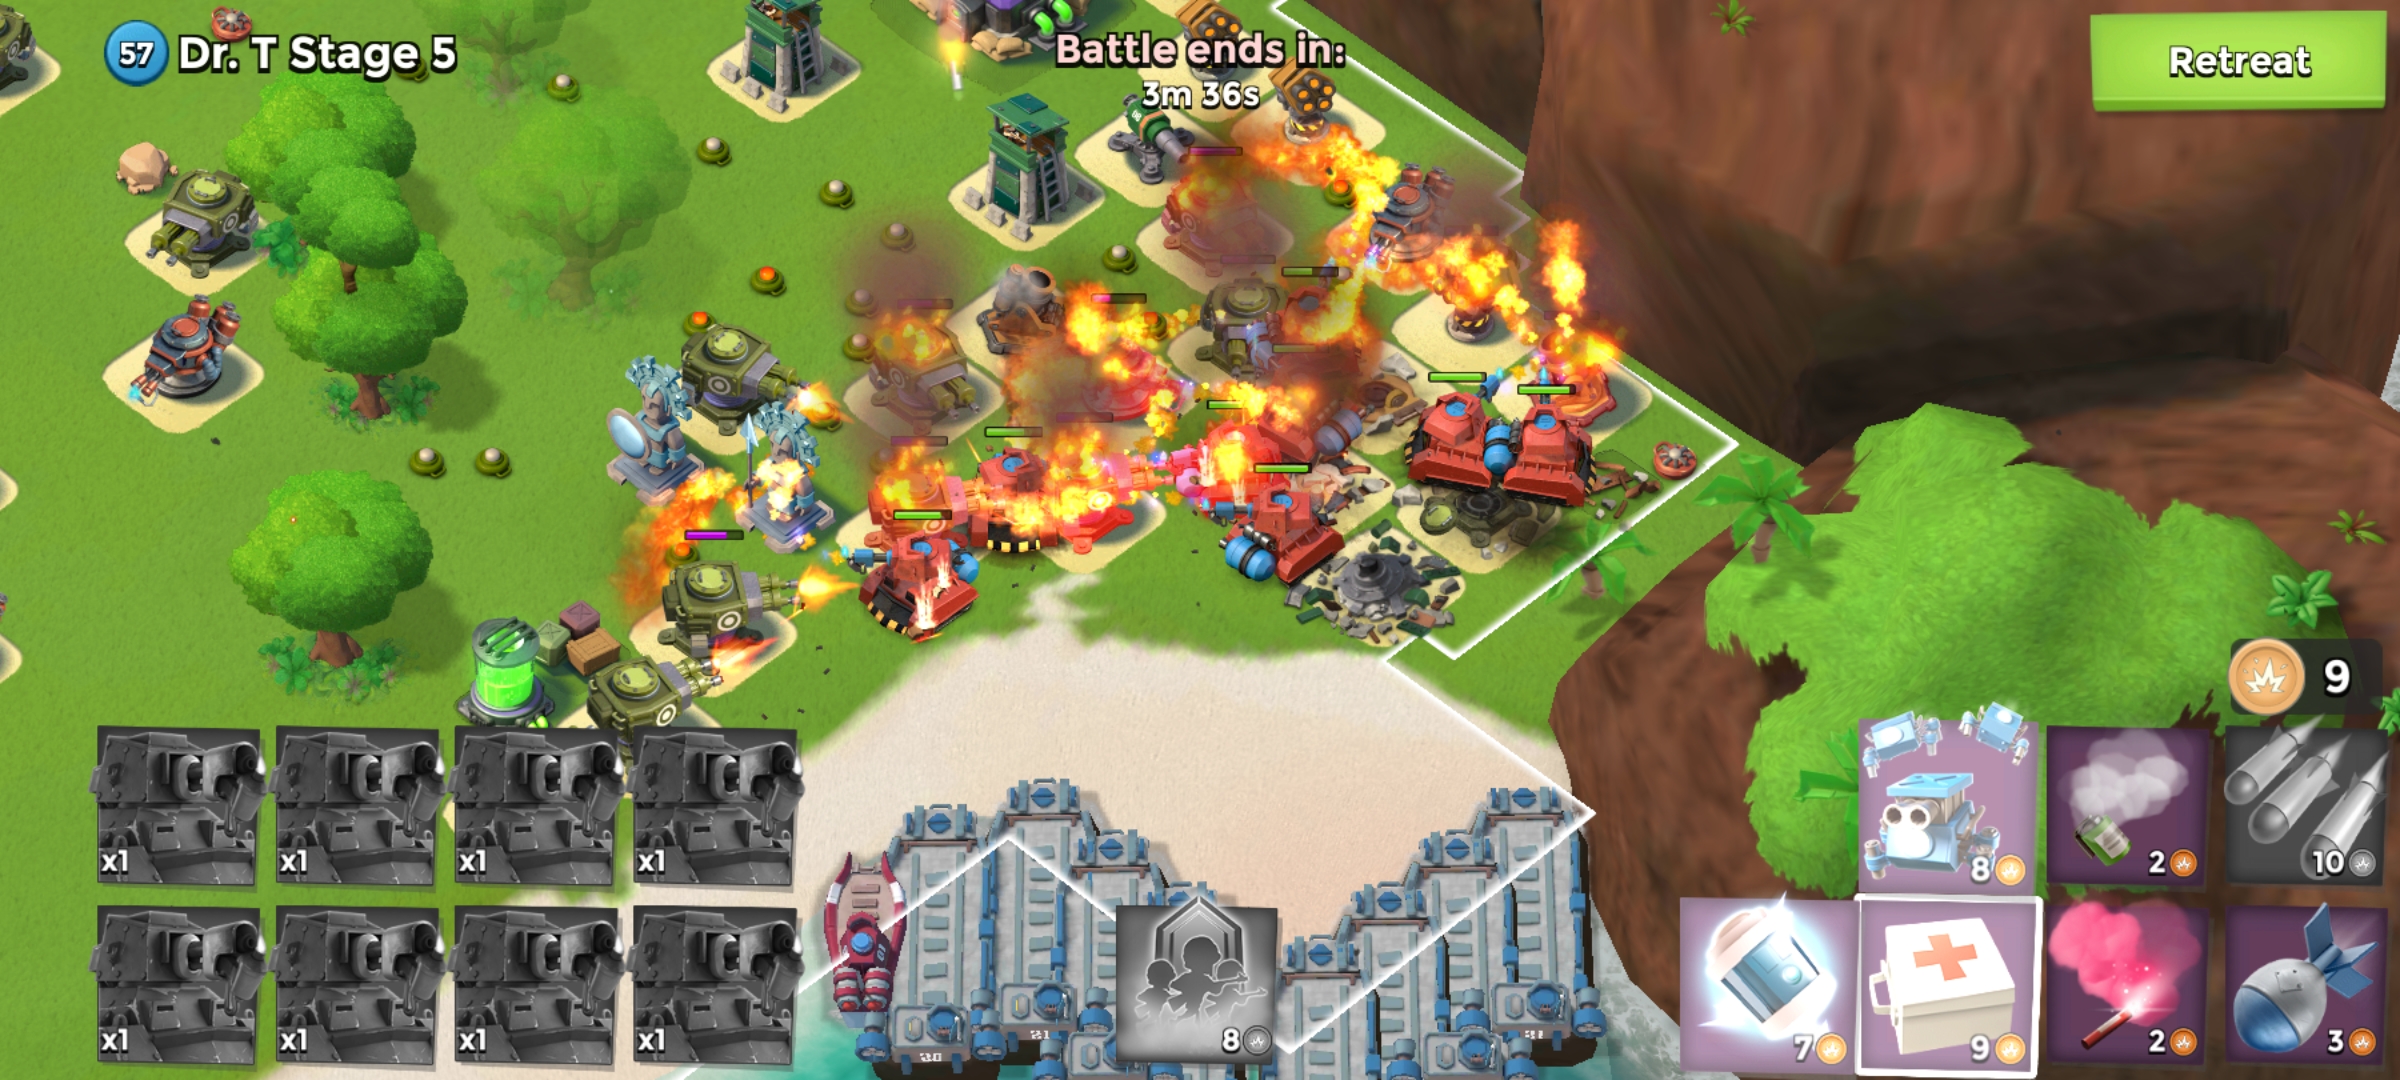 57 Dr. T Stage 5
Battle ends in:
3m 36s
Retreat
9
x1 x1 x1 x1
8 2 10
x1 x1 x1 x1
8
7 9 2 3